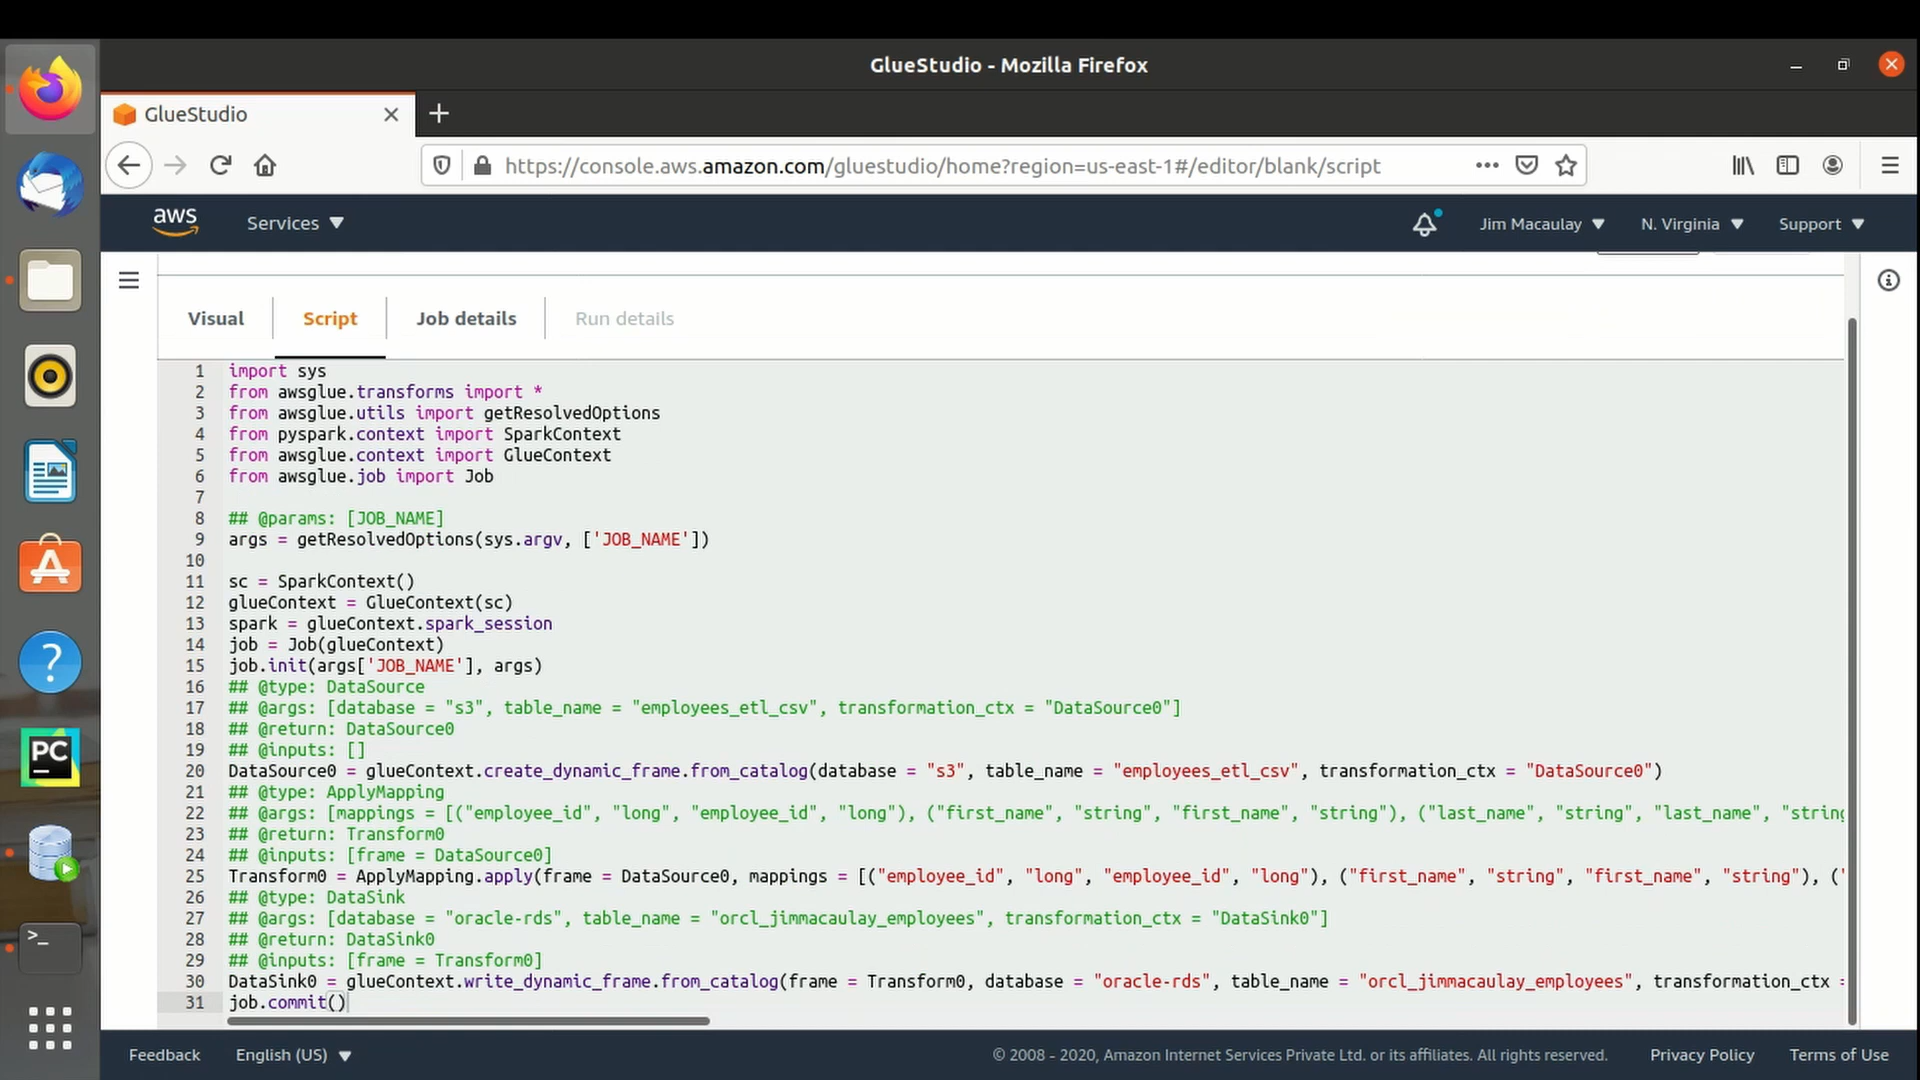 GlueStudio - Mozilla Firefox
GlueStudio
https://console.aws.amazon.com/gluestudio/home?region=us-east-1#/editor/blank/script
aws Services Jim Macaulay N. Virginia Support
Visual Script Job details Run details
1 import sys
2 from awsglue.transforms import *
3 from awsglue.utils import getResolvedOptions
4 from pyspark.context import SparkContext
5 from awsglue.context import GlueContext
6 from awsglue.job import Job
7
8 ## @params: [JOB_NAME]
9 args = getResolvedOptions(sys.argv, ['JOB_NAME'])
10
11 sc = SparkContext()
12 glueContext = GlueContext(sc)
13 spark = glueContext.spark_session
14 job = Job(glueContext)
15 job.init(args['JOB_NAME'], args)
16 ## @type: DataSource
17 ## @args: [database = "s3", table_name = "employees_etl_csv", transformation_ctx = "DataSource0"]
18 ## @return: DataSource0
19 ## @inputs: []
20 DataSource0 = glueContext.create_dynamic_frame.from_catalog(database = "s3", table_name = "employees_etl_csv", transformation_ctx = "DataSource0")
21 ## @type: ApplyMapping
22 ## @args: [mappings = [("employee_id", "long", "employee_id", "long"), ("first_name", "string", "first_name", "string"), ("last_name", "string", "last_name", "string
23 ## @return: Transform0
24 ## @inputs: [frame = DataSource0]
25 Transform0 = ApplyMapping.apply(frame = DataSource0, mappings = [("employee_id", "long", "employee_id", "long"), ("first_name", "string", "first_name", "string"), ("
26 ## @type: DataSink
27 ## @args: [database = "oracle-rds", table_name = "orcl_jimmacaulay_employees", transformation_ctx = "DataSink0"]
28 ## @return: DataSink0
29 ## @inputs: [frame = Transform0]
30 DataSink0 = glueContext.write_dynamic_frame.from_catalog(frame = Transform0, database = "oracle-rds", table_name = "orcl_jimmacaulay_employees", transformation_ctx =
31 job.commit()
PC
Feedback English (US) © 2008 - 2020, Amazon Internet Services Private Ltd. or its affiliates. All rights reserved. Privacy Policy Terms of Use